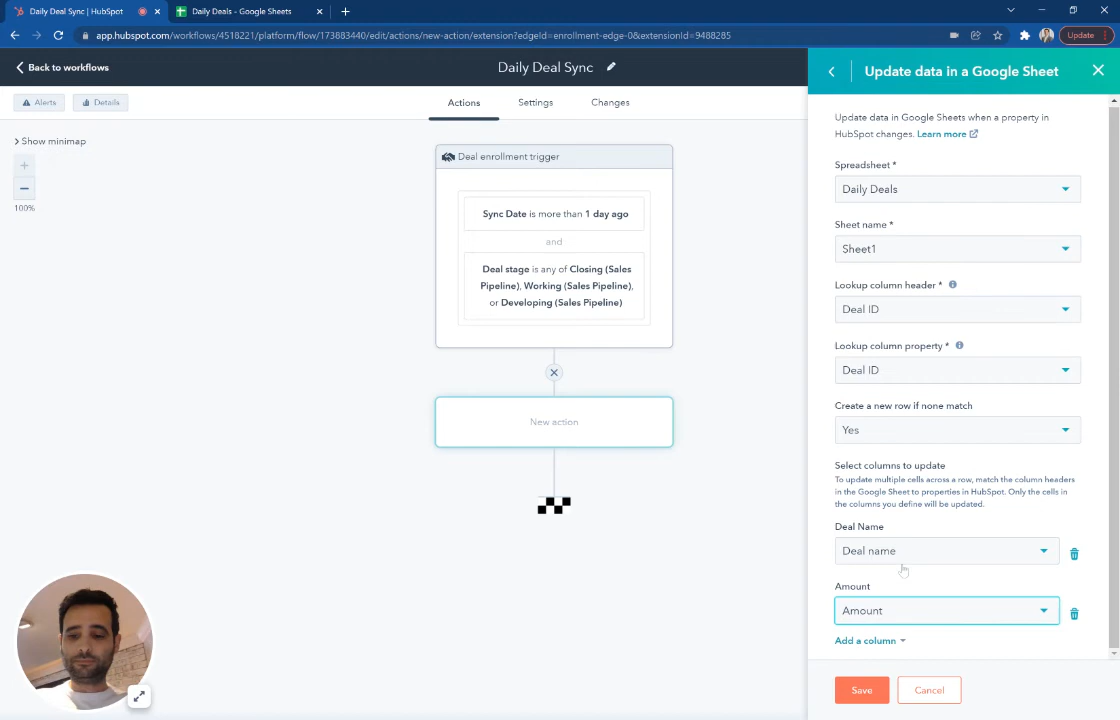 Daily Deal Sync | HubSpot
Daily Deals - Google Sheets
app.hubspot.com/workflows/4518221/platform/flow/173883440/edit/actions/new-action/extension?edgeId=enrollment-edge-0&extensionId=9488285
Update
Back to workflows
Daily Deal Sync
Alerts
Details
Actions
Settings
Changes
Show minimap
100%
Deal enrollment trigger
Sync Date is more than 1 day ago
and
Deal stage is any of Closing (Sales
Pipeline), Working (Sales Pipeline),
or Developing (Sales Pipeline)
New action
Update data in a Google Sheet
Update data in Google Sheets when a property in
HubSpot changes. Learn more
Spreadsheet *
Daily Deals
Sheet name *
Sheet1
Lookup column header *
Deal ID
Lookup column property *
Deal ID
Create a new row if none match
Yes
Select columns to update
To update multiple cells across a row, match the column headers
in the Google Sheet to properties in HubSpot. Only the cells in
the columns you define will be updated.
Deal Name
Deal name
Amount
Amount
Add a column
Save
Cancel